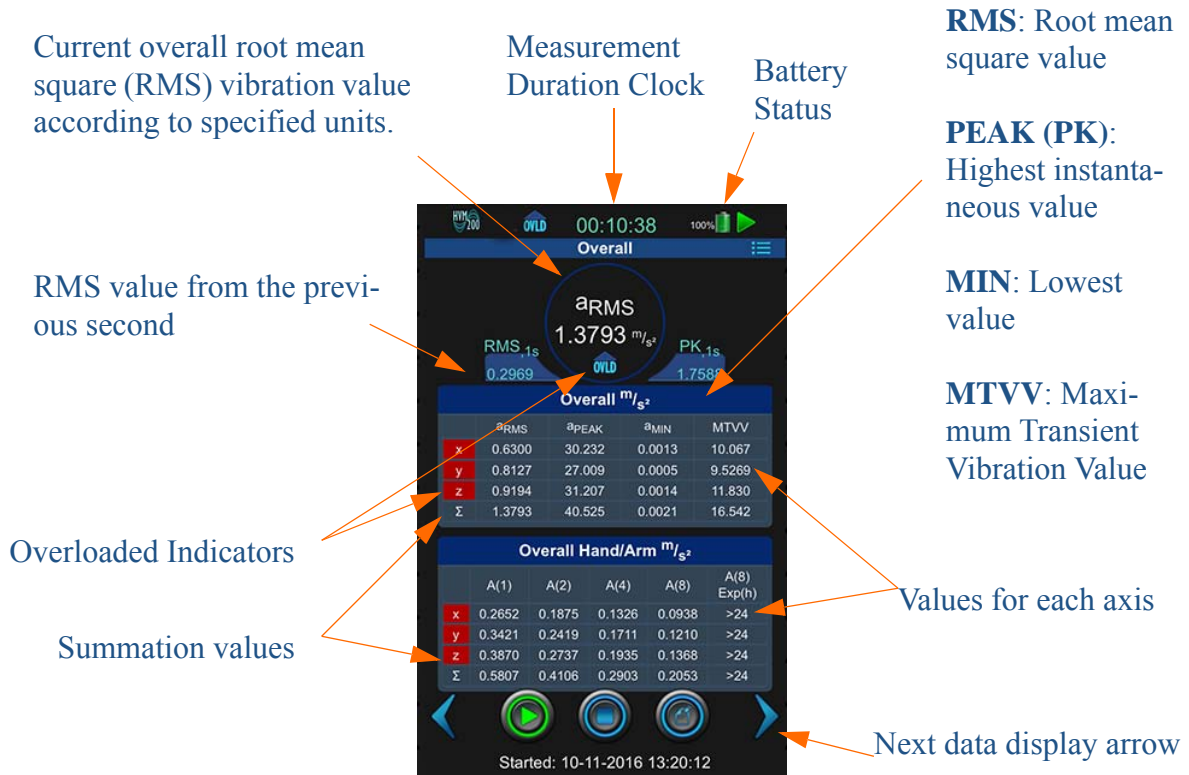 Current overall root mean
square (RMS) vibration value
according to specified units.
Measurement
Duration Clock
Battery
Status
RMS: Root mean
square value
PEAK (PK):
Highest instanta-
neous value
MIN: Lowest
value
MTVV: Maxi-
mum Transient
Vibration Value
RMS value from the previ-
ous second
Overloaded Indicators
Summation values
Values for each axis
Next data display arrow
HVM 200 OVLD 00:10:38 100%
Overall
aRMS
1.3793 m/s²
RMS,1s PK,1s
0.2969 OVLD 1.7588
Overall m/s²
aRMS aPEAK aMIN MTVV
x 0.6300 30.232 0.0013 10.067
y 0.8127 27.009 0.0005 9.5269
z 0.9194 31.207 0.0014 11.830
Σ 1.3793 40.525 0.0021 16.542
Overall Hand/Arm m/s²
A(1) A(2) A(4) A(8) A(8) Exp(h)
x 0.2652 0.1875 0.1326 0.0938 >24
y 0.3421 0.2419 0.1711 0.1210 >24
z 0.3870 0.2737 0.1935 0.1368 >24
Σ 0.5807 0.4106 0.2903 0.2053 >24
Started: 10-11-2016 13:20:12